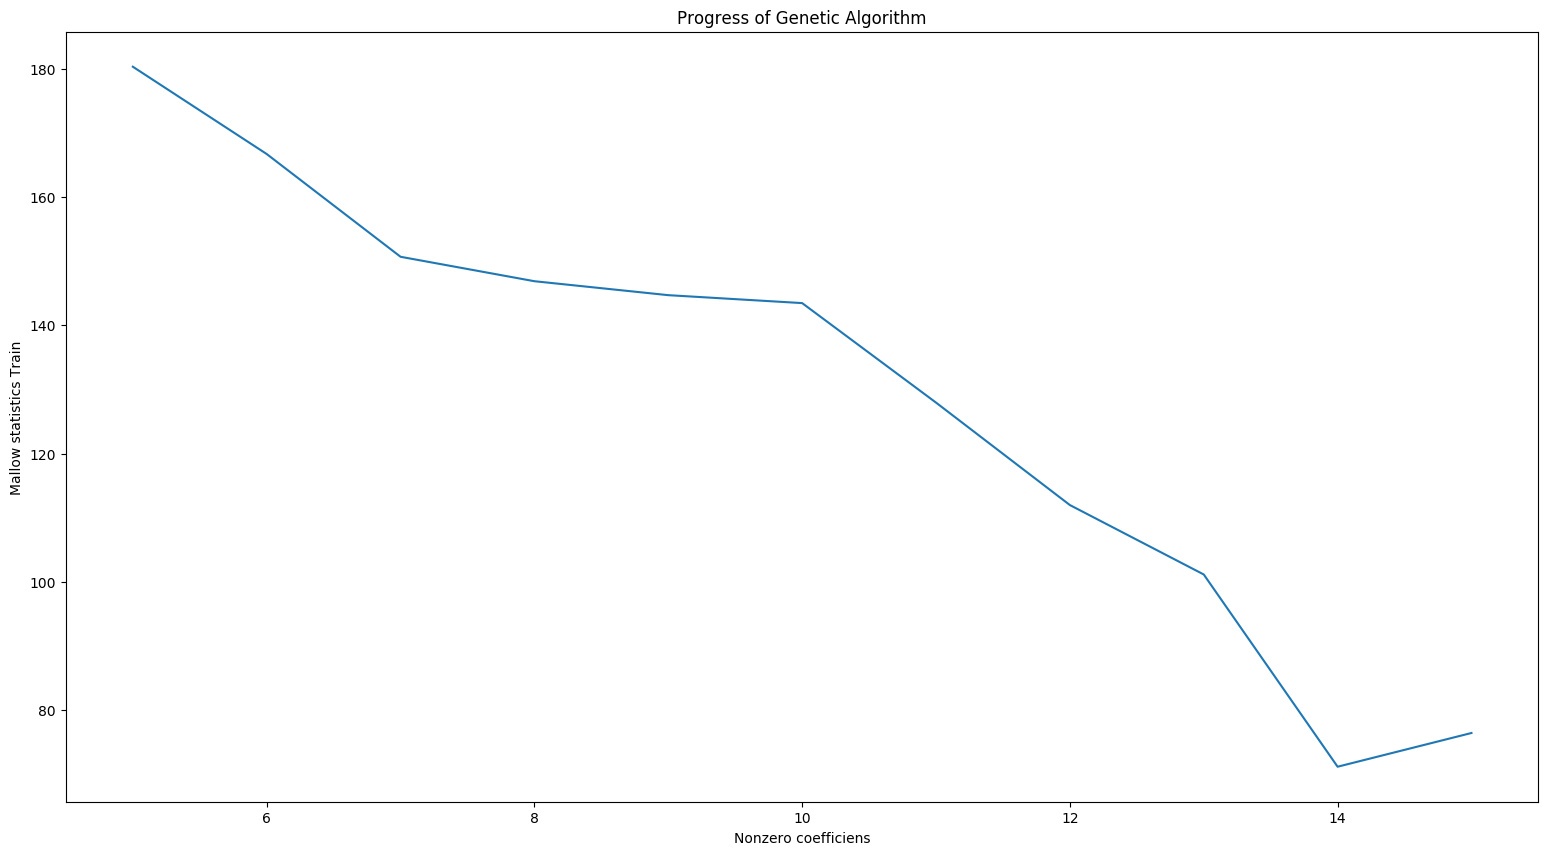 Progress of Genetic Algorithm
180
160
140
120
100
80
Mallow statistics Train
6 8 10 12 14
Nonzero coefficiens